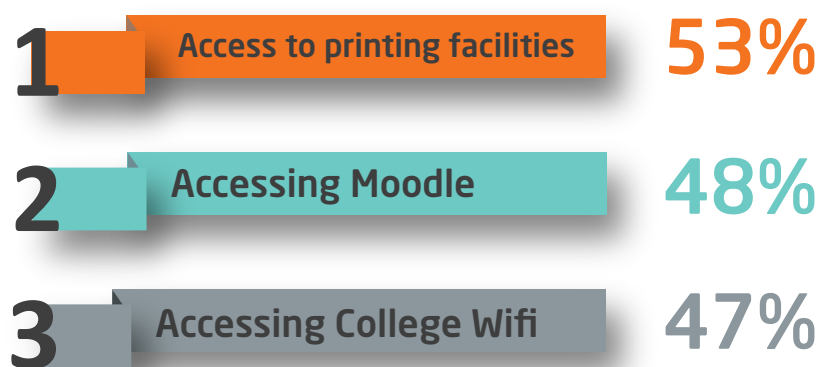 1 Access to printing facilities 53%
2 Accessing Moodle 48%
3 Accessing College Wifi 47%